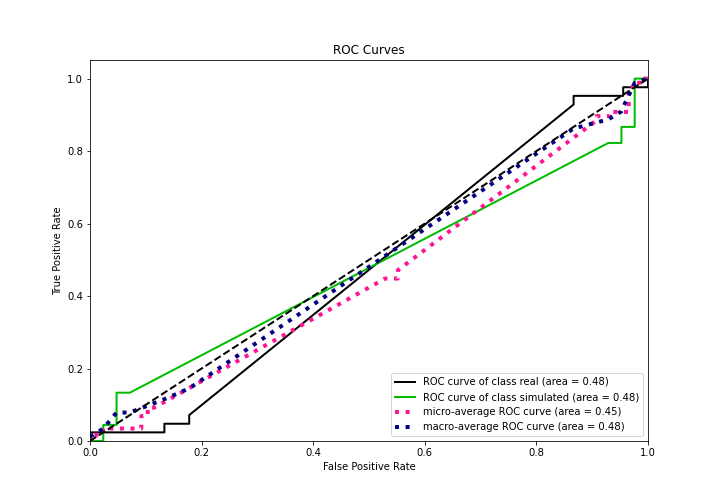 ROC Curves
True Positive Rate
1.0
0.8
0.6
0.4
0.2
0.0
0.0 0.2 0.4 0.6 0.8 1.0
False Positive Rate
ROC curve of class real (area = 0.48)
ROC curve of class simulated (area = 0.48)
micro-average ROC curve (area = 0.45)
macro-average ROC curve (area = 0.48)